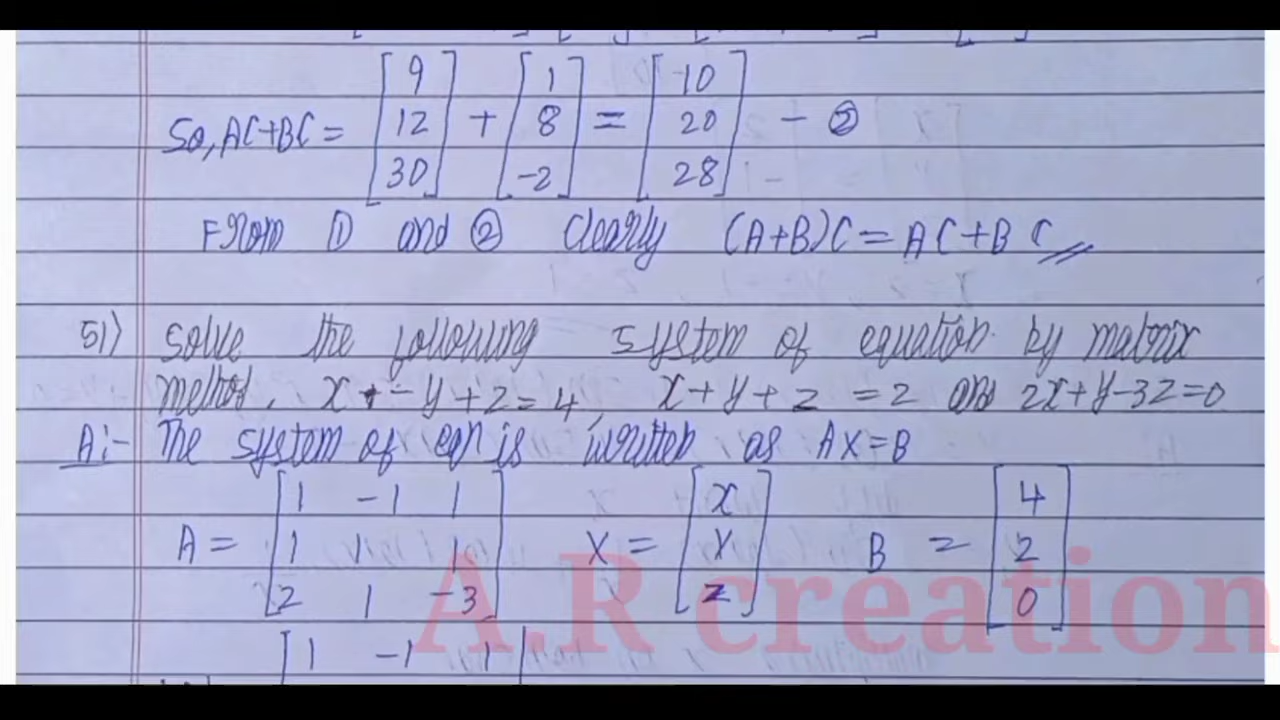 So, AC+BC = [9 12 30] + [1 8 -2] = [10 20 28] - ②
From ① and ② Clearly (A+B)C = AC+BC //
51) Solve the following system of equation by matrix
method. x - y + z = 4, x + y + z = 2 and 2x+y-3z=0
A:- The system of eqn is written as AX=B
A = [1 -1 1 1 1 1 2 1 -3] X = [x y z] B = [4 2 0]
1 -1 1
A.R creation